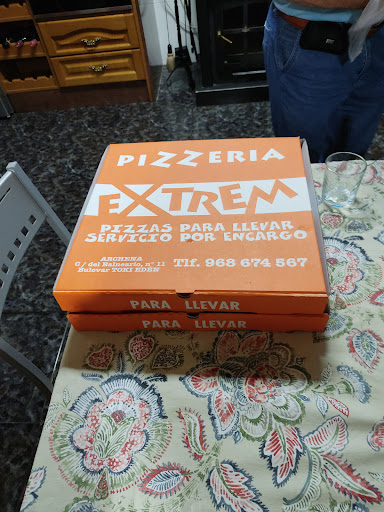 PIZZERIA
EXTREM
PIZZAS PARA LLEVAR
SERVICIO POR ENCARGO
ARCHENA
C/ del Balneario, nº 11
Bulevar TOKI EDEN
Tlf. 968 674 567
PARA LLEVAR
PARA LLEVAR